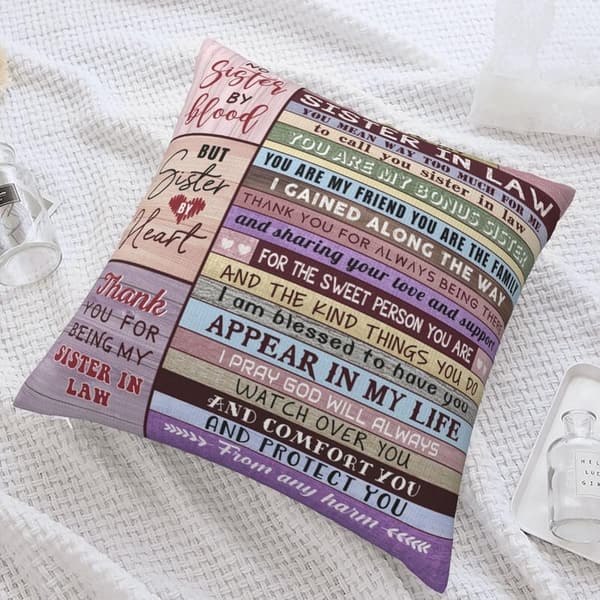 NO
Sister
BY
blood
BUT
Sister
BY
Heart
Thank
YOU FOR
BEING MY
SISTER IN
LAW
SISTER IN LAW
YOU MEAN WAY TOO MUCH FOR ME
to call you sister in law
YOU ARE MY BONUS SISTER
YOU ARE MY FRIEND YOU ARE THE FAMILY
I GAINED ALONG THE WAY
THANK YOU FOR ALWAYS BEING THERE
and sharing your love and support
FOR THE SWEET PERSON YOU ARE
AND THE KIND THINGS YOU DO
I am blessed to have you
APPEAR IN MY LIFE
I PRAY GOD WILL ALWAYS
WATCH OVER YOU
AND COMFORT YOU
AND PROTECT YOU
From any harm